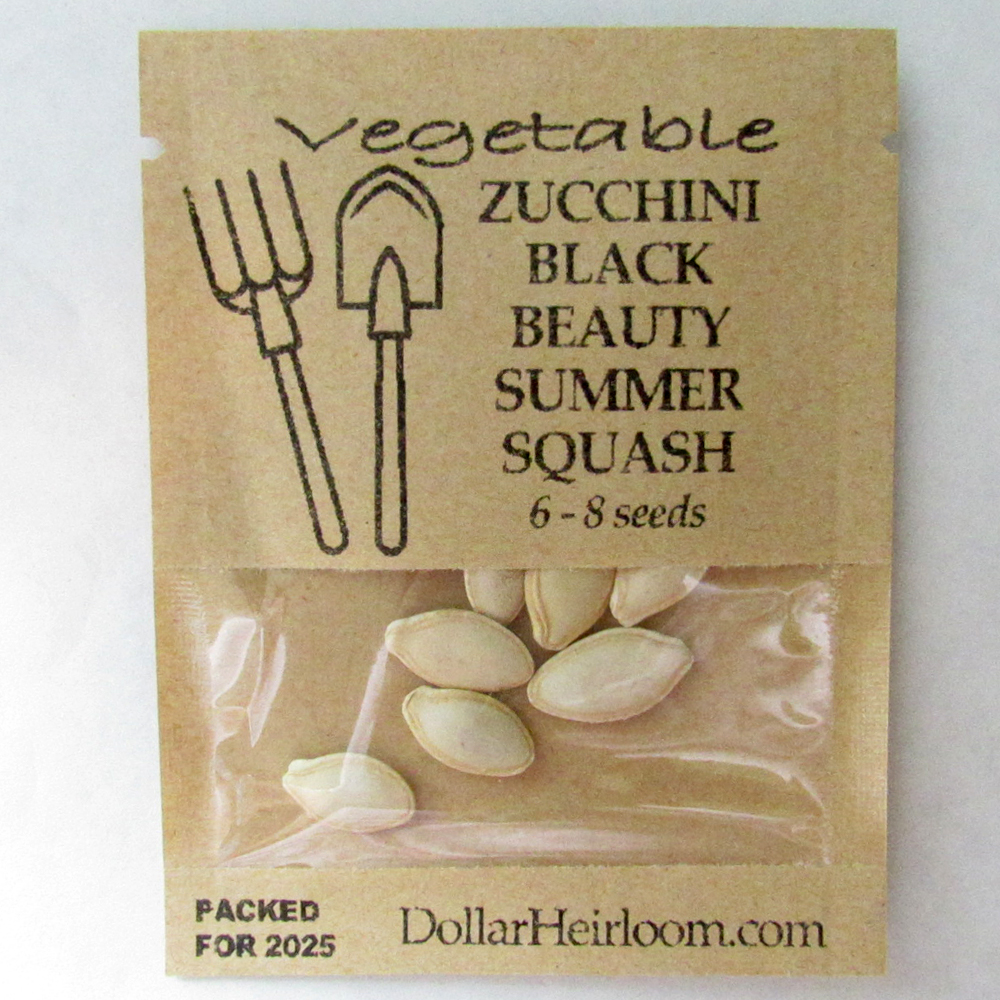 Vegetable
ZUCCHINI
BLACK
BEAUTY
SUMMER
SQUASH
6 - 8 seeds
PACKED
FOR 2025
DollarHeirloom.com